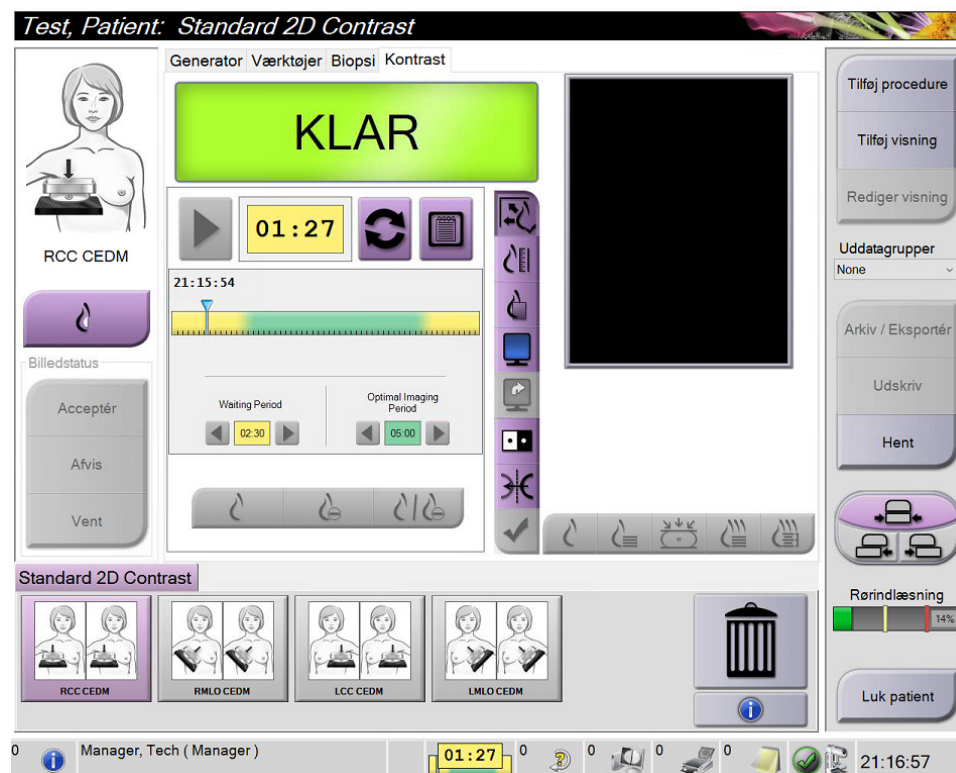 Test, Patient: Standard 2D Contrast
Generator Værktøjer Biopsi Kontrast
KLAR
01:27
21:15:54
Waiting Period
02:30
Optimal Imaging
Period
05:00
RCC CEDM
Billedstatus
Acceptér
Afvis
Vent
Tilføj procedure
Tilføj visning
Rediger visning
Uddatagrupper
None
Arkiv / Eksportér
Udskriv
Hent
Rørindlæsning
14%
Luk patient
Standard 2D Contrast
RCC CEDM
RMLO CEDM
LCC CEDM
LMLO CEDM
0
Manager, Tech ( Manager )
01:27
0
0
0
0
21:16:57